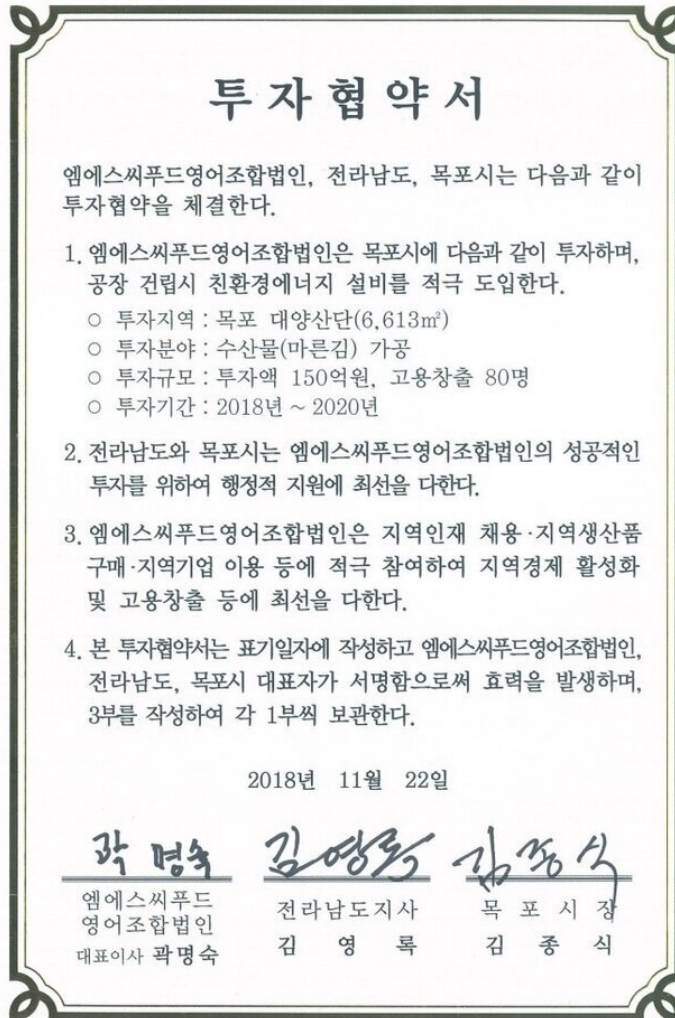 투자협약서
엠에스씨푸드영어조합법인, 전라남도, 목포시는 다음과 같이
투자협약을 체결한다.
1. 엠에스씨푸드영어조합법인은 목포시에 다음과 같이 투자하며,
공장 건립시 친환경에너지 설비를 적극 도입한다.
○ 투자지역 : 목포 대양산단(6,613㎡)
○ 투자분야 : 수산물(마른김) 가공
○ 투자규모 : 투자액 150억원, 고용창출 80명
○ 투자기간 : 2018년 ~ 2020년
2. 전라남도와 목포시는 엠에스씨푸드영어조합법인의 성공적인
투자를 위하여 행정적 지원에 최선을 다한다.
3. 엠에스씨푸드영어조합법인은 지역인재 채용·지역생산품
구매·지역기업 이용 등에 적극 참여하여 지역경제 활성화
및 고용창출 등에 최선을 다한다.
4. 본 투자협약서는 표기일자에 작성하고 엠에스씨푸드영어조합법인,
전라남도, 목포시 대표자가 서명함으로써 효력을 발생하며,
3부를 작성하여 각 1부씩 보관한다.
2018년 11월 22일
곽명숙 김영록 김종식
엠에스씨푸드
영어조합법인
대표이사 곽명숙
전라남도지사
김 영 록
목 포 시 장
김 종 식